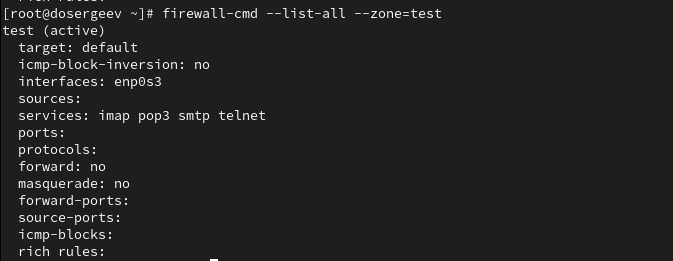 [root@dosergeev ~]# firewall-cmd --list-all --zone=test
test (active)
  target: default
  icmp-block-inversion: no
  interfaces: enp0s3
  sources:
  services: imap pop3 smtp telnet
  ports:
  protocols:
  forward: no
  masquerade: no
  forward-ports:
  source-ports:
  icmp-blocks:
  rich rules: